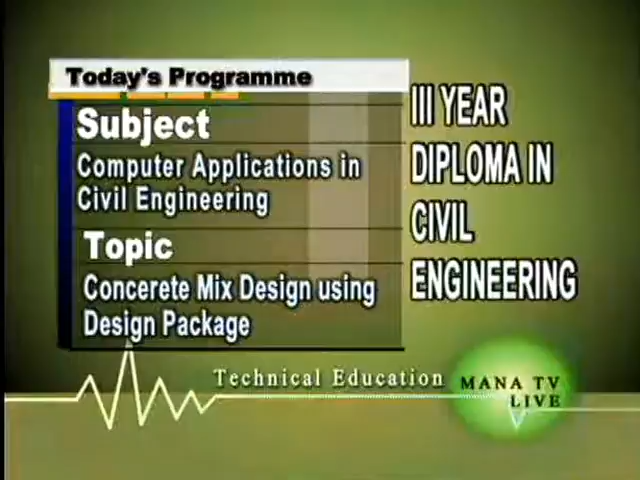 Today's Programme
Subject
Computer Applications in
Civil Engineering
Topic
Concerete Mix Design using
Design Package
III YEAR
DIPLOMA IN
CIVIL
ENGINEERING
Technical Education
MANA TV
LIVE